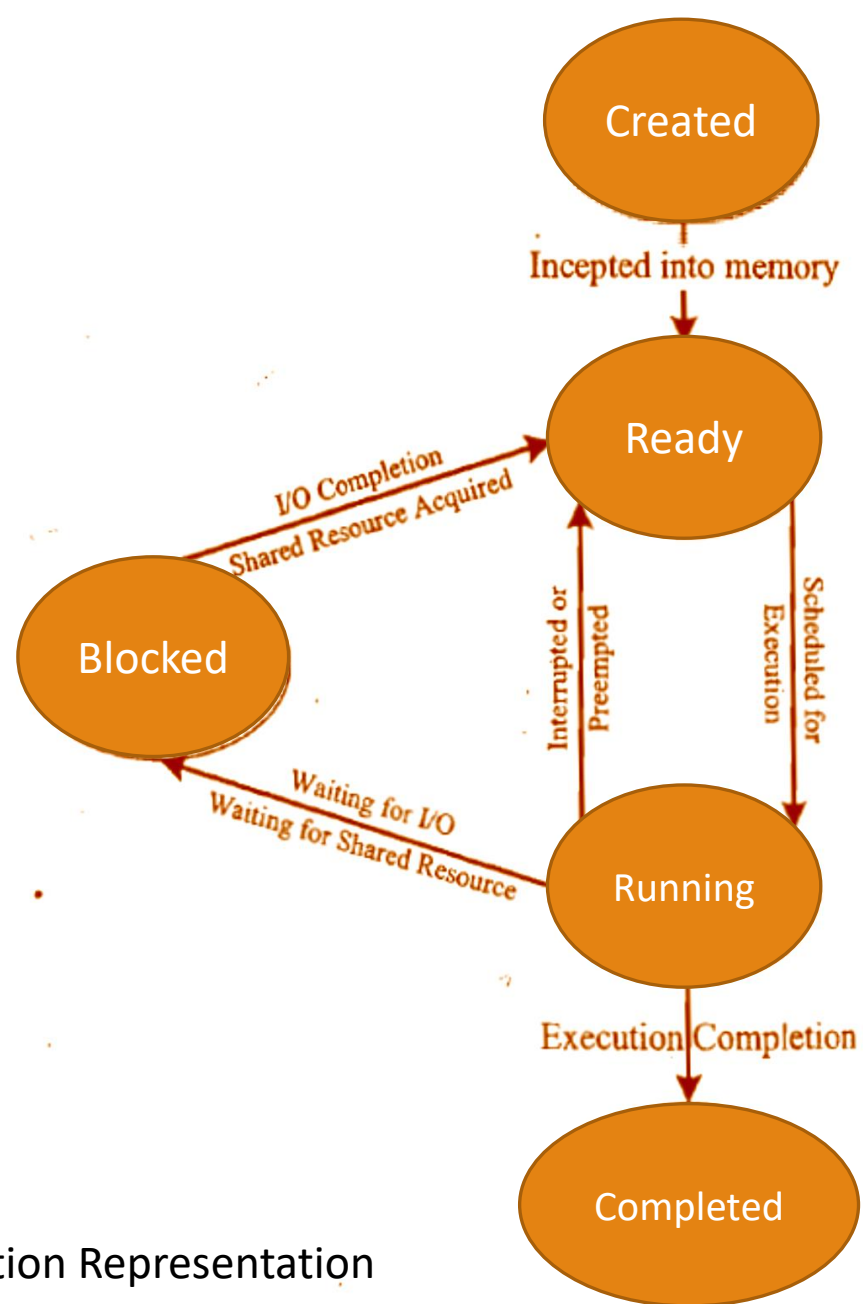 Created
Incepted into memory
Ready
I/O Completion
Shared Resource Acquired
Interrupted or
Preempted
Scheduled for
Execution
Blocked
Waiting for I/O
Waiting for Shared Resource
Running
Execution Completion
Completed
tion Representation